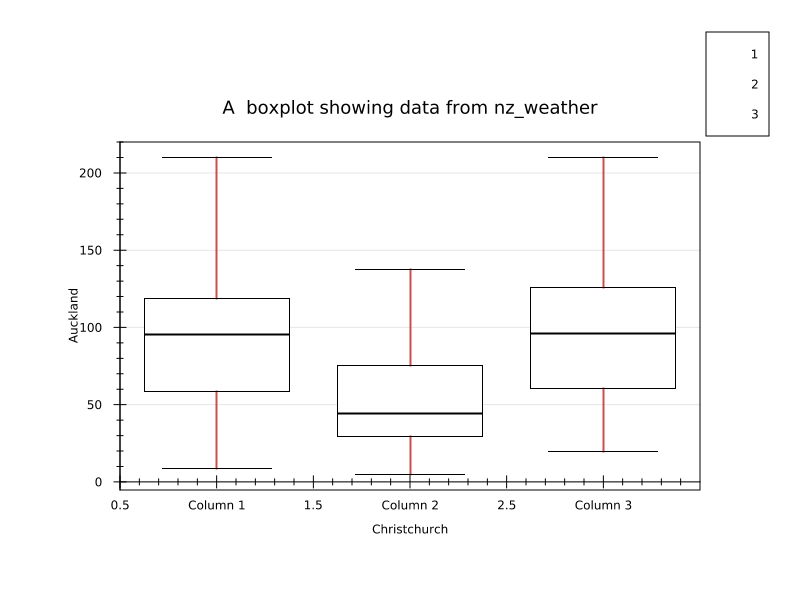 1
2
3
A  boxplot showing data from nz_weather
200
150
100
50
0
Auckland
0.5 Column 1 1.5 Column 2 2.5 Column 3
Christchurch